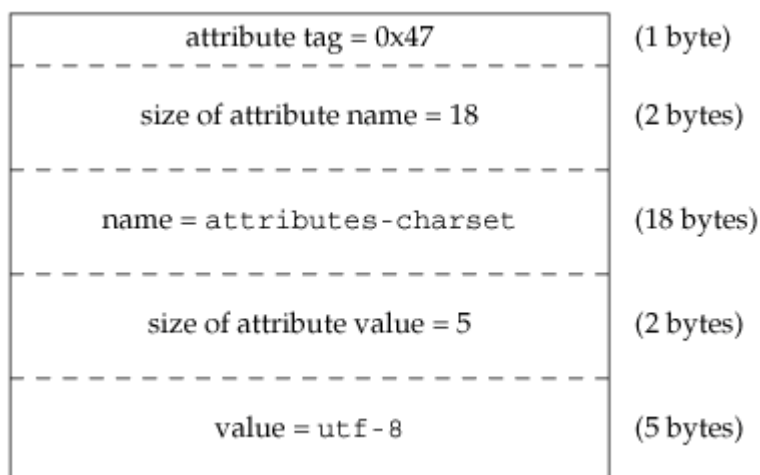 attribute tag = 0x47 (1 byte)
size of attribute name = 18 (2 bytes)
name = attributes-charset (18 bytes)
size of attribute value = 5 (2 bytes)
value = utf-8 (5 bytes)